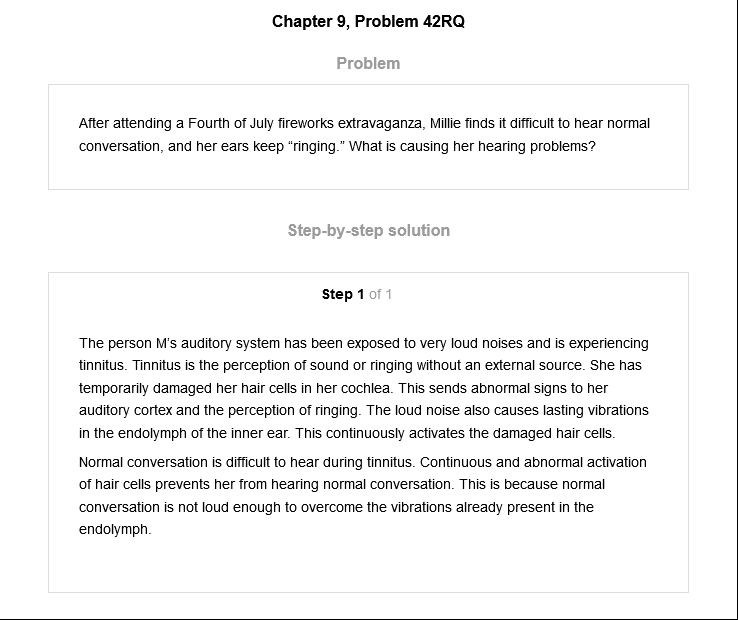 Chapter 9, Problem 42RQ
Problem
After attending a Fourth of July fireworks extravaganza, Millie finds it difficult to hear normal
conversation, and her ears keep “ringing.” What is causing her hearing problems?
Step-by-step solution
Step 1 of 1
The person M’s auditory system has been exposed to very loud noises and is experiencing
tinnitus. Tinnitus is the perception of sound or ringing without an external source. She has
temporarily damaged her hair cells in her cochlea. This sends abnormal signs to her
auditory cortex and the perception of ringing. The loud noise also causes lasting vibrations
in the endolymph of the inner ear. This continuously activates the damaged hair cells.
Normal conversation is difficult to hear during tinnitus. Continuous and abnormal activation
of hair cells prevents her from hearing normal conversation. This is because normal
conversation is not loud enough to overcome the vibrations already present in the
endolymph.